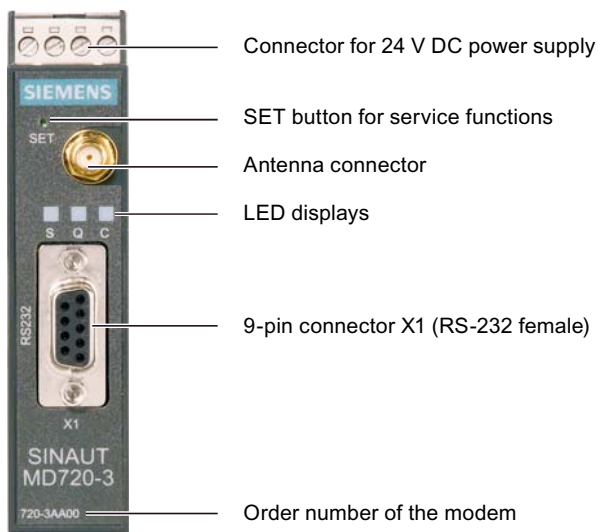 Connector for 24 V DC power supply
SIEMENS
SET button for service functions
SET
Antenna connector
LED displays
S Q C
RS232
9-pin connector X1 (RS-232 female)
X1
SINAUT
MD720-3
720-3AA00
Order number of the modem